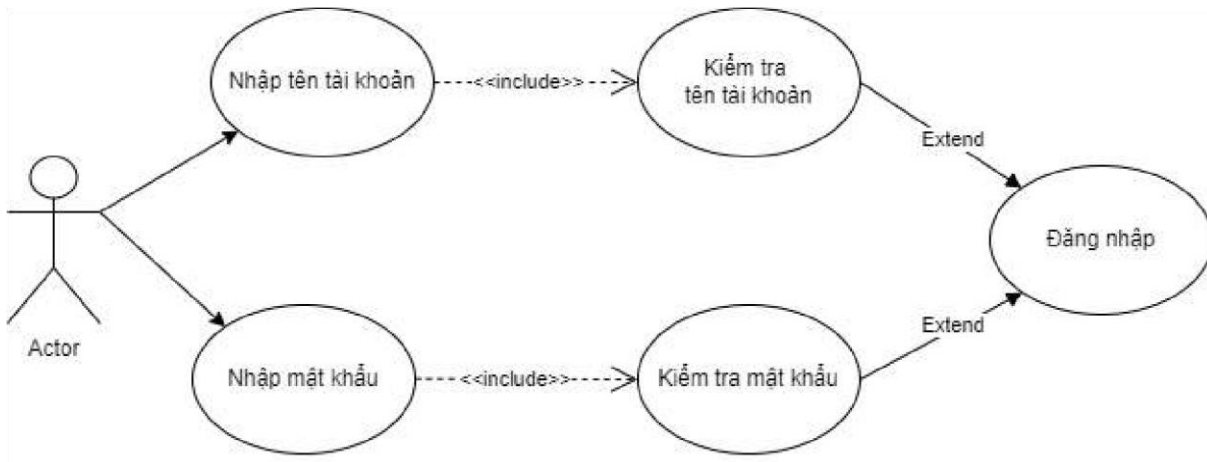 Nhập tên tài khoản
<<include>>
Kiểm tra
tên tài khoản
Extend
Đăng nhập
Actor
Nhập mật khẩu
<<include>>
Kiểm tra mật khẩu
Extend